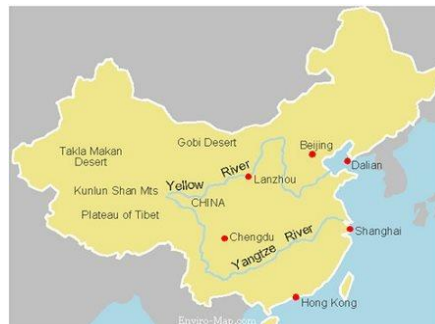 Gobi Desert
Beijing
Takla Makan
Desert
Dalian
Yellow River
Lanzhou
Kunlun Shan Mts
CHINA
Plateau of Tibet
Chengdu
Yangtze River
Shanghai
Hong Kong
Enviro-Map.com